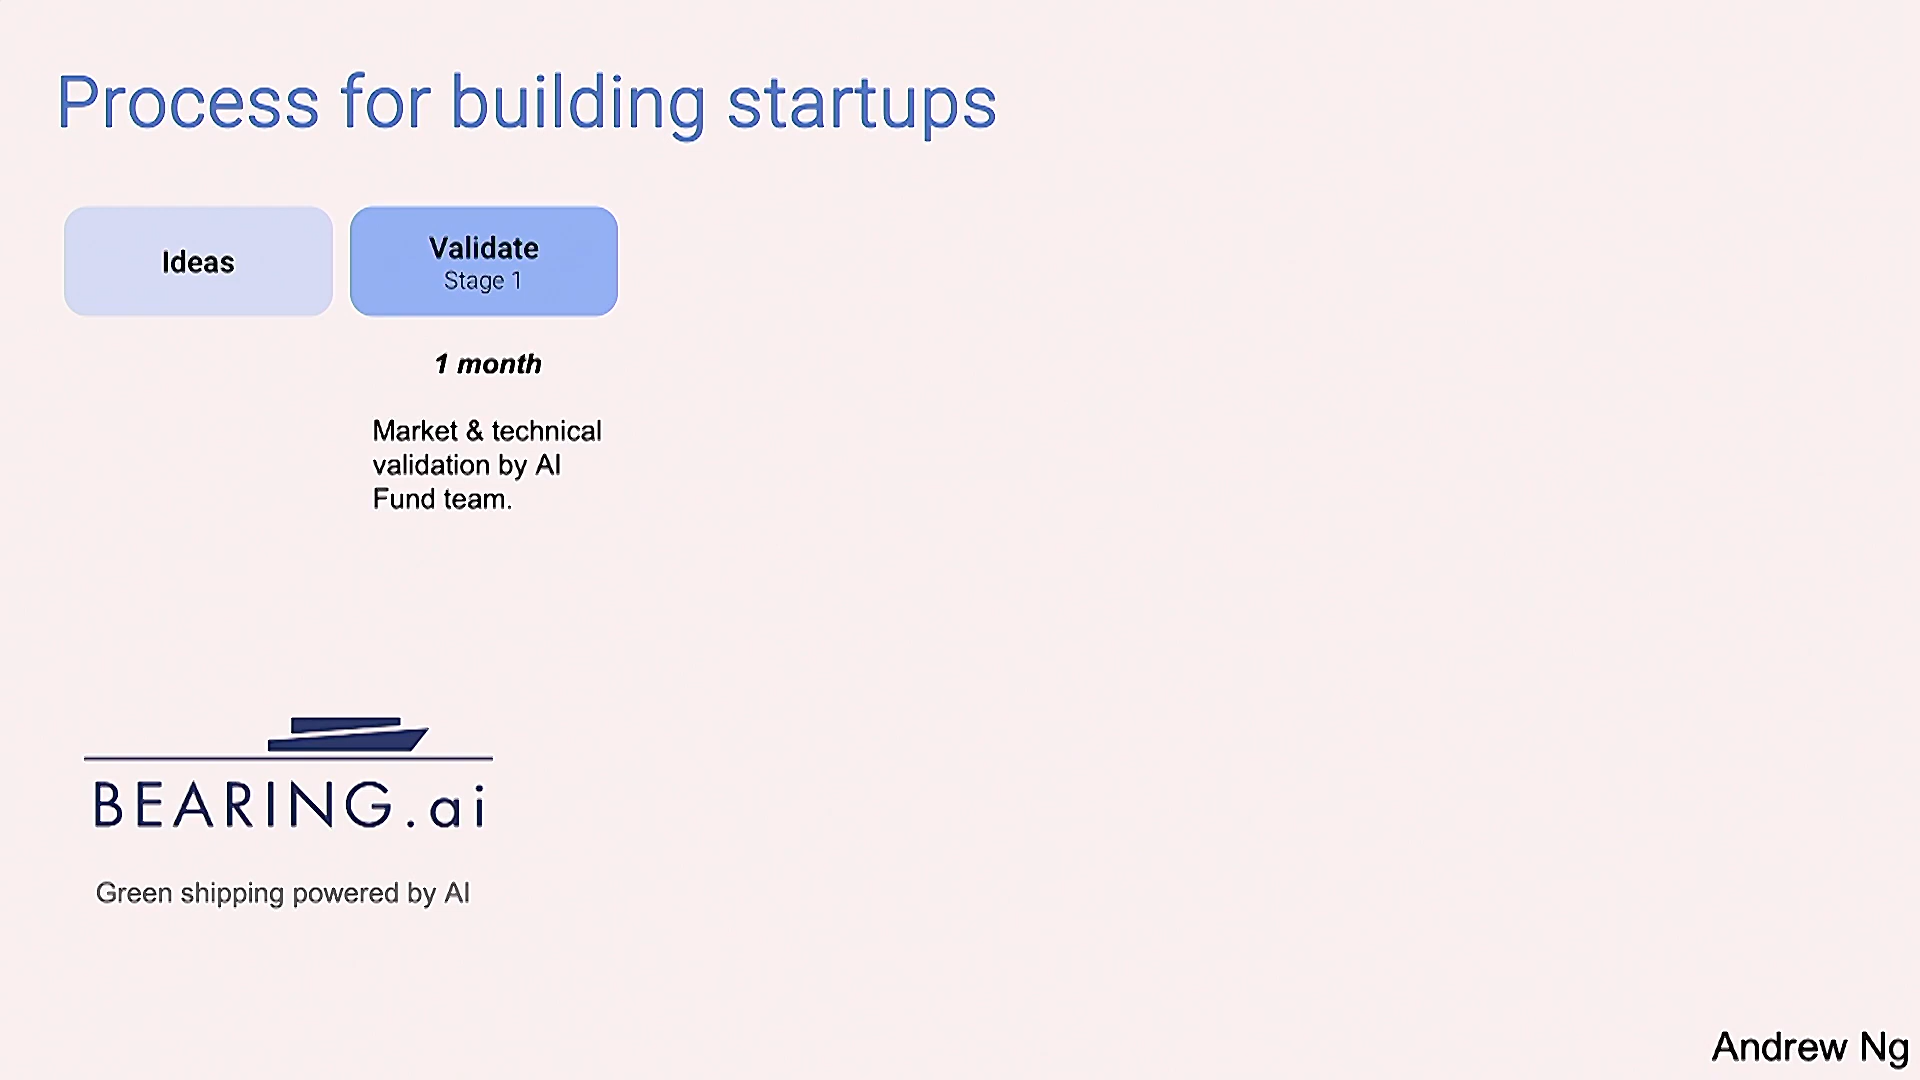 Process for building startups
Ideas
Validate
Stage 1
1 month
Market & technical
validation by AI
Fund team.
BEARING.ai
Green shipping powered by AI
Andrew Ng